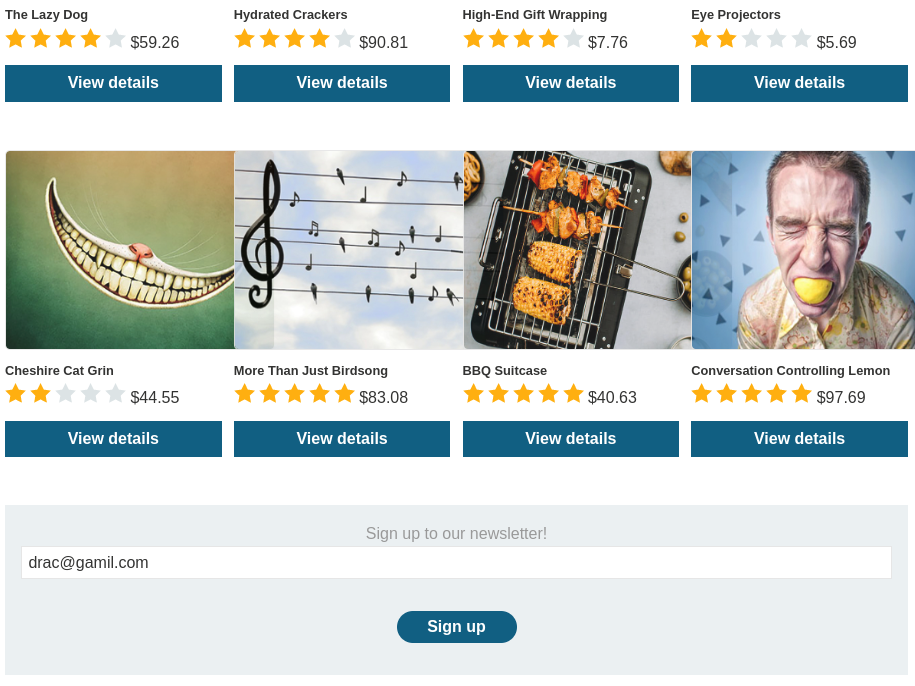 The Lazy Dog
$59.26
View details
Hydrated Crackers
$90.81
View details
High-End Gift Wrapping
$7.76
View details
Eye Projectors
$5.69
View details
Cheshire Cat Grin
$44.55
View details
More Than Just Birdsong
$83.08
View details
BBQ Suitcase
$40.63
View details
Conversation Controlling Lemon
$97.69
View details
Sign up to our newsletter!
drac@gamil.com
Sign up